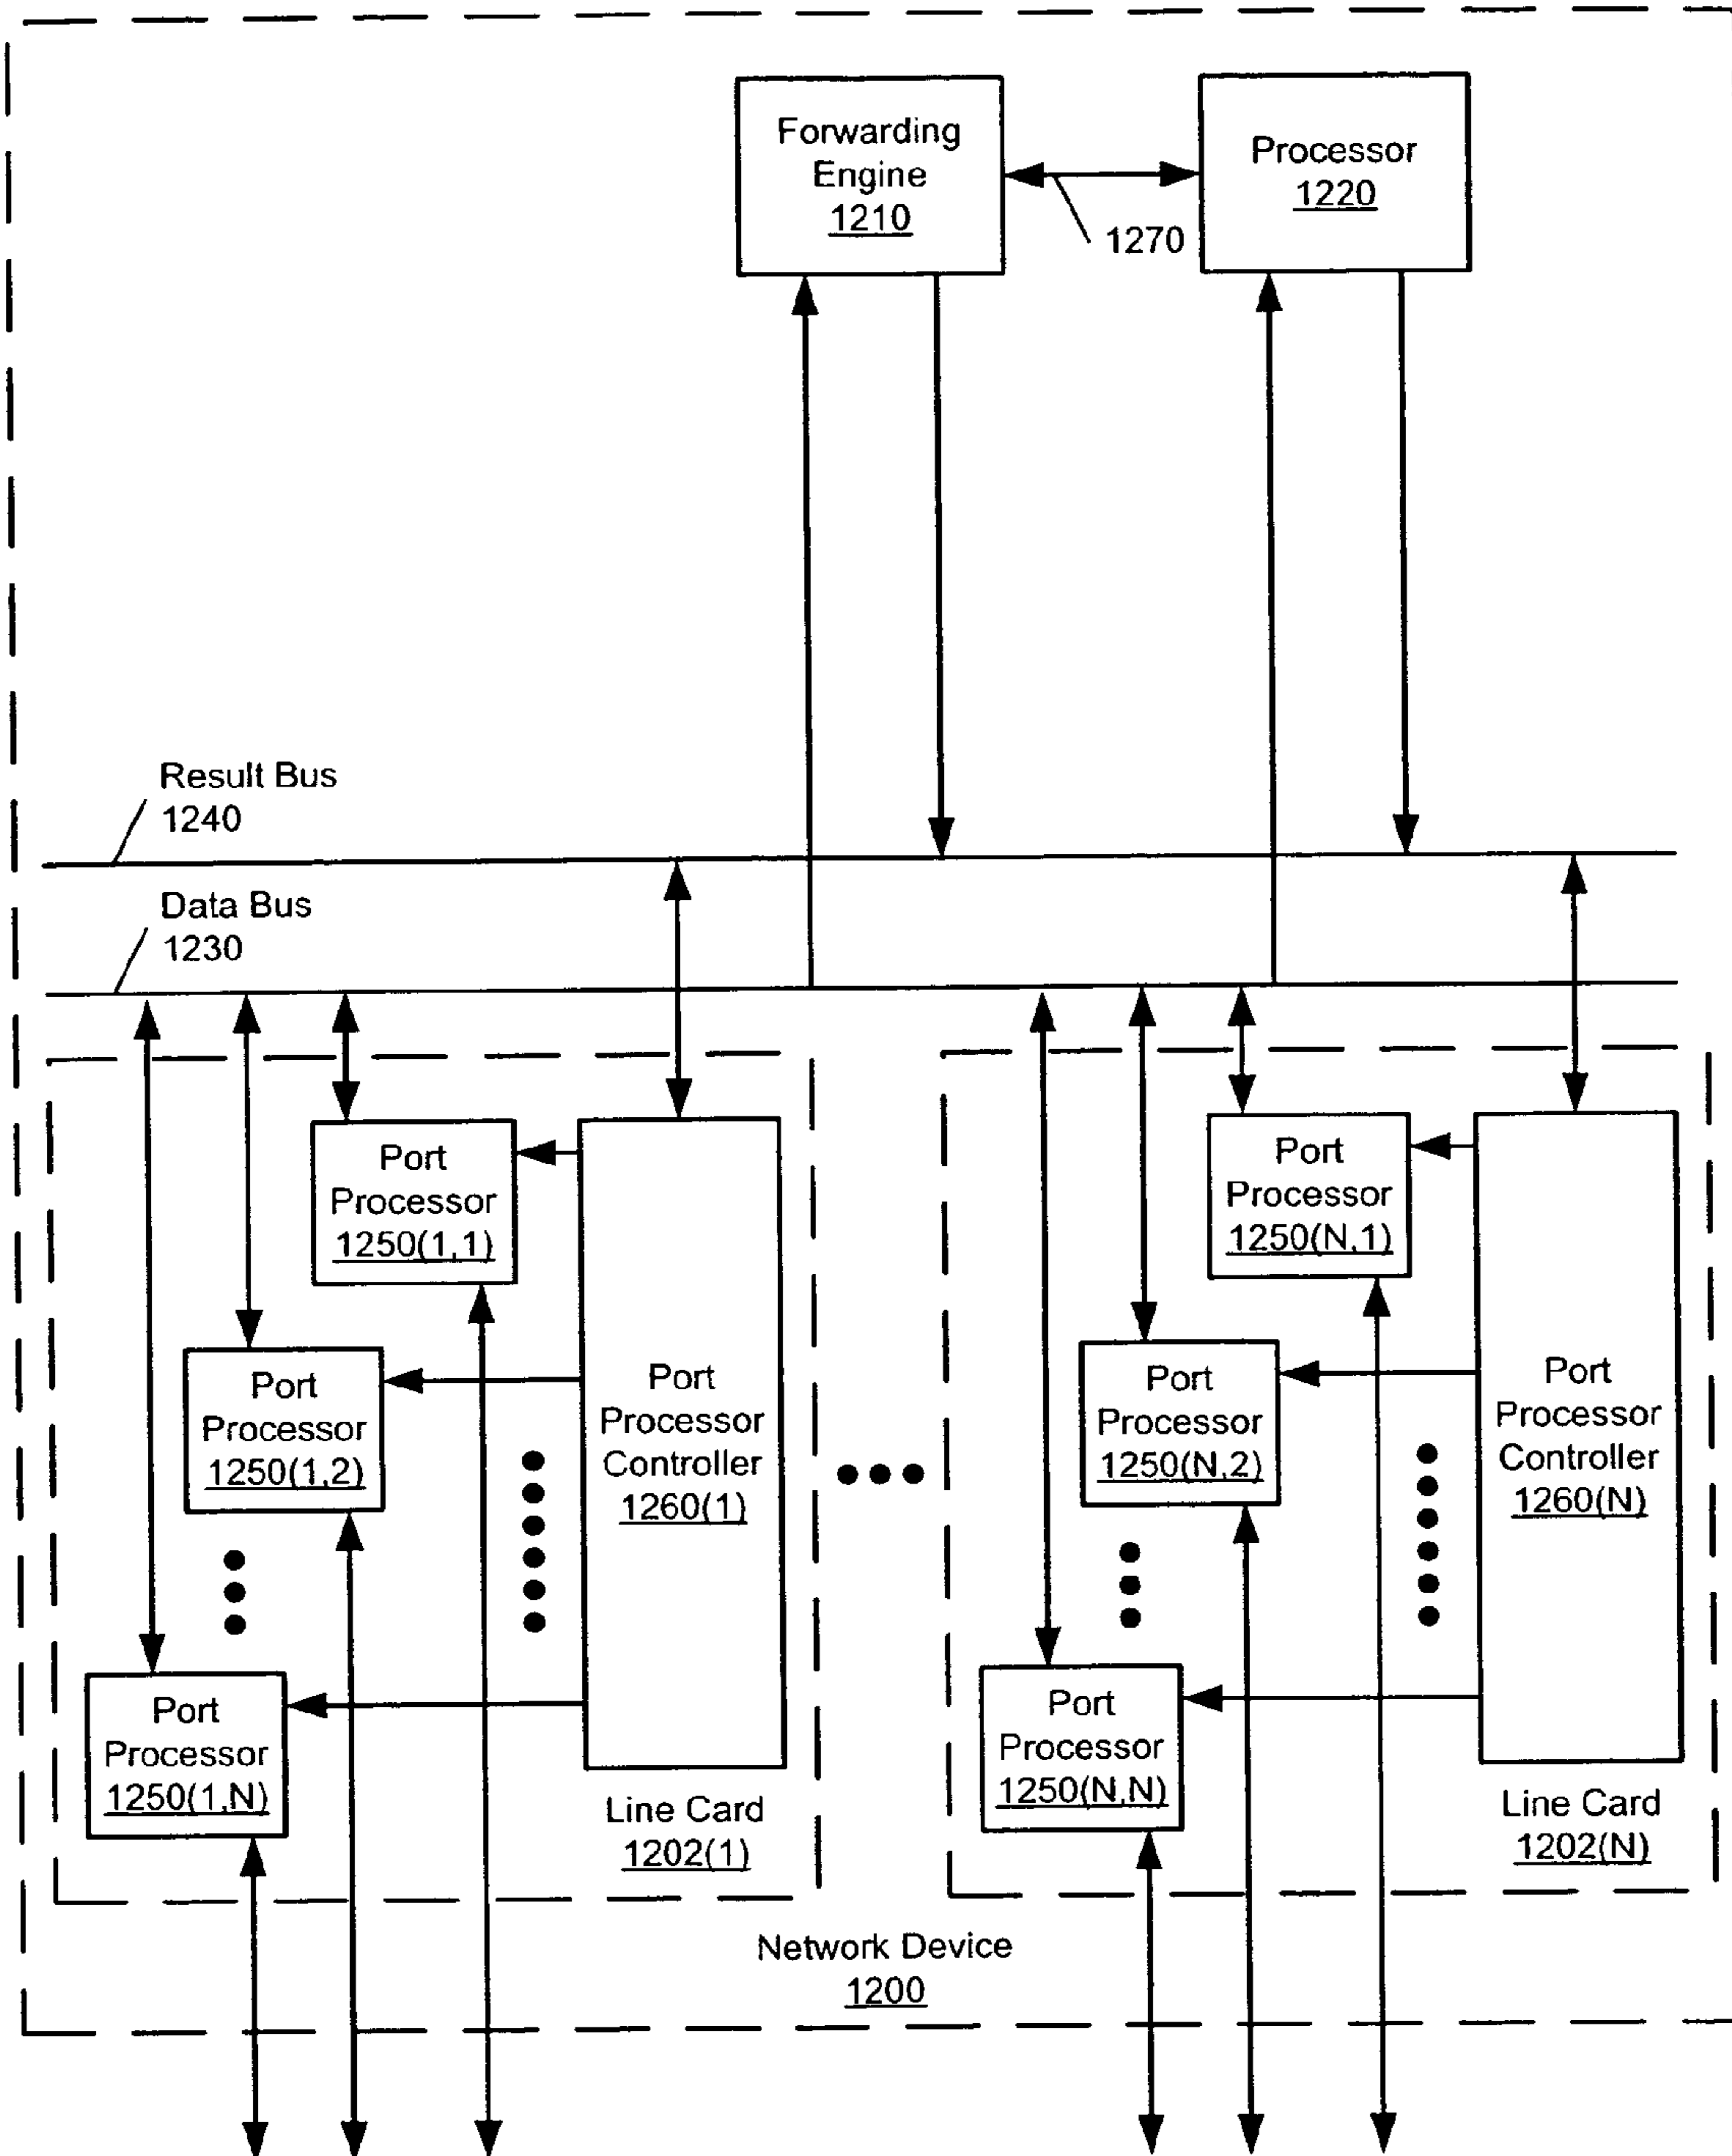 Forwarding
Engine
1210
Processor
1220
1270
Result Bus
1240
Data Bus
1230
Port
Processor
1250(1,1)
Port
Processor
1250(1,2)
Port
Processor
1250(1,N)
Port
Processor
Controller
1260(1)
Line Card
1202(1)
Port
Processor
1250(N,1)
Port
Processor
1250(N,2)
Port
Processor
1250(N,N)
Port
Processor
Controller
1260(N)
Line Card
1202(N)
Network Device
1200